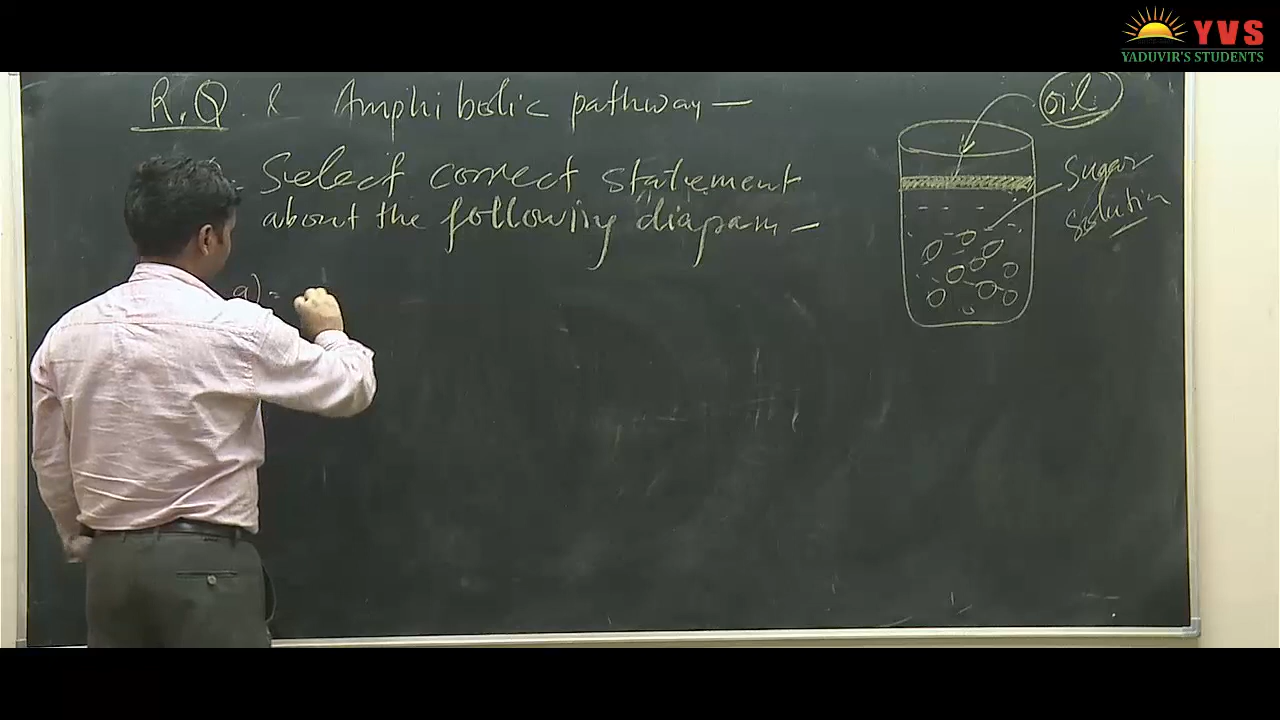 YVS
YADUVIR'S STUDENTS
R.Q & Amphibolic pathway –
Select correct statement
about the following diagram –
a) =
Oil
Sugar
solution